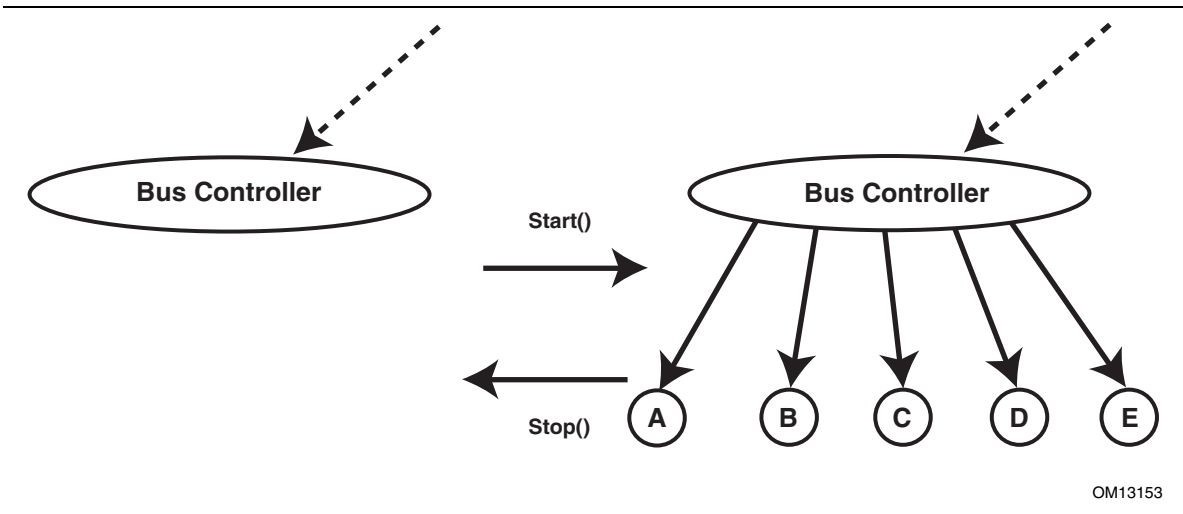 Bus Controller
Bus Controller
Start()
Stop()
A
B
C
D
E
OM13153